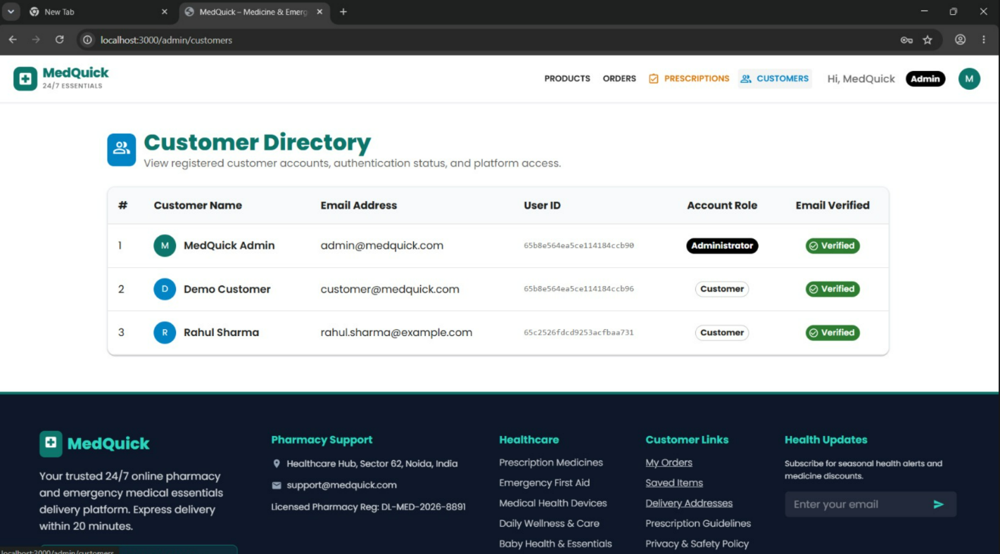 New Tab
MedQuick – Medicine & Emerg
localhost:3000/admin/customers
MedQuick
24/7 ESSENTIALS
PRODUCTS ORDERS PRESCRIPTIONS CUSTOMERS Hi, MedQuick Admin M
Customer Directory
View registered customer accounts, authentication status, and platform access.
# Customer Name Email Address User ID Account Role Email Verified
1 M MedQuick Admin admin@medquick.com 65b8e564ea5ce114184ccb90 Administrator Verified
2 D Demo Customer customer@medquick.com 65b8e564ea5ce114184ccb96 Customer Verified
3 R Rahul Sharma rahul.sharma@example.com 65c2526fdcd9253acfbaa731 Customer Verified
MedQuick
Your trusted 24/7 online pharmacy
and emergency medical essentials
delivery platform. Express delivery
within 20 minutes.
Pharmacy Support
Healthcare Hub, Sector 62, Noida, India
support@medquick.com
Licensed Pharmacy Reg: DL-MED-2026-8891
Healthcare
Prescription Medicines
Emergency First Aid
Medical Health Devices
Daily Wellness & Care
Baby Health & Essentials
Customer Links
My Orders
Saved Items
Delivery Addresses
Prescription Guidelines
Privacy & Safety Policy
Health Updates
Subscribe for seasonal health alerts and
medicine discounts.
Enter your email
localhost:3000/admin/customers